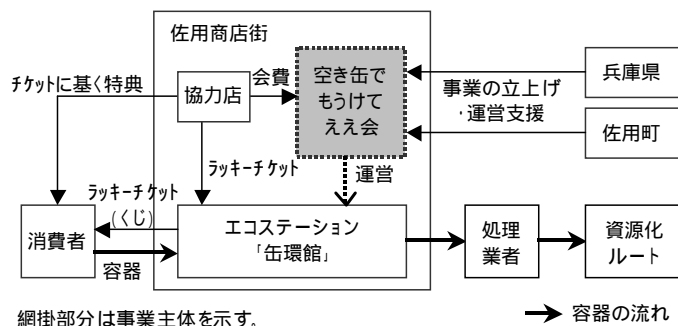 佐用商店街
チケットに基く特典
協力店
会費
空き缶で
もうけて
ええ会
事業の立上げ
・運営支援
兵庫県
佐用町
ラッキーチケット
運営
ラッキーチケット
(くじ)
消費者
容器
エコステーション
「缶環館」
処理
業者
資源化
ルート
網掛部分は事業主体を示す。
容器の流れ